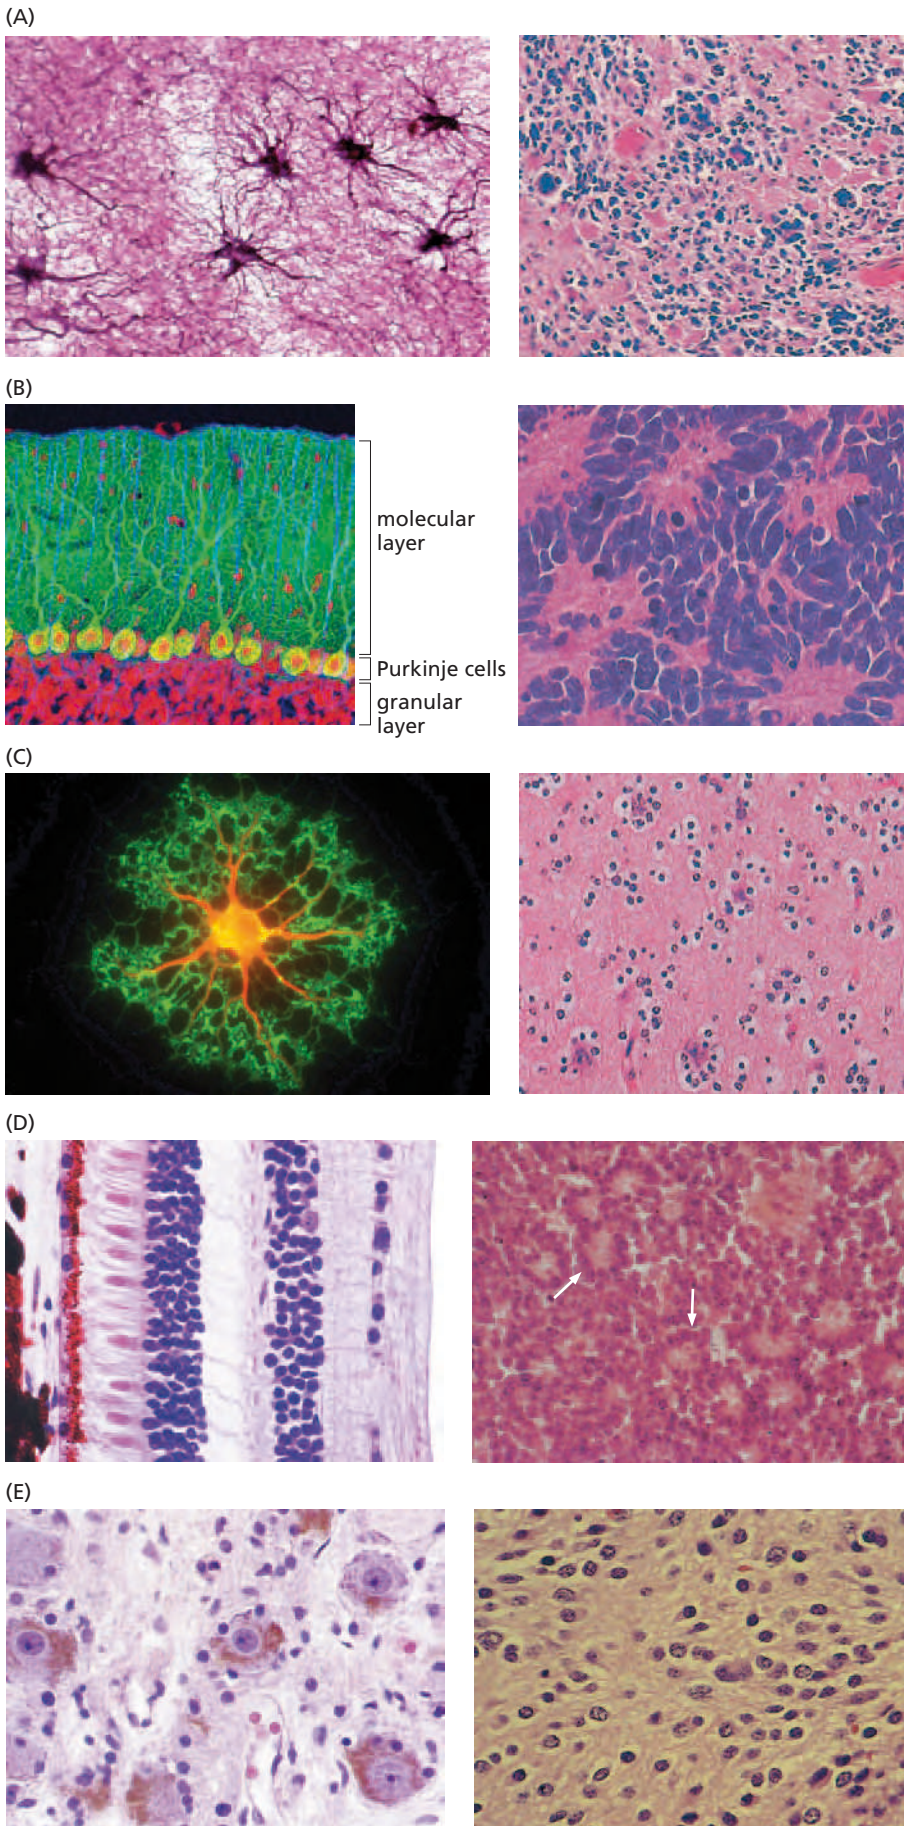 (A)
(B)
molecular
layer
Purkinje cells
granular
layer
(C)
(D)
(E)